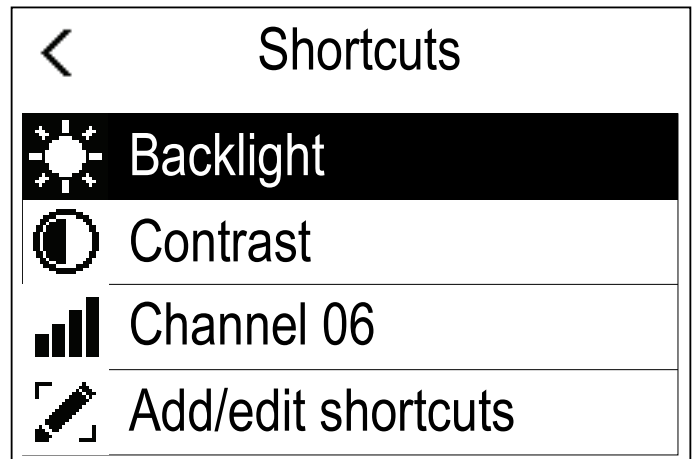 Shortcuts
Backlight
Contrast
Channel 06
Add/edit shortcuts